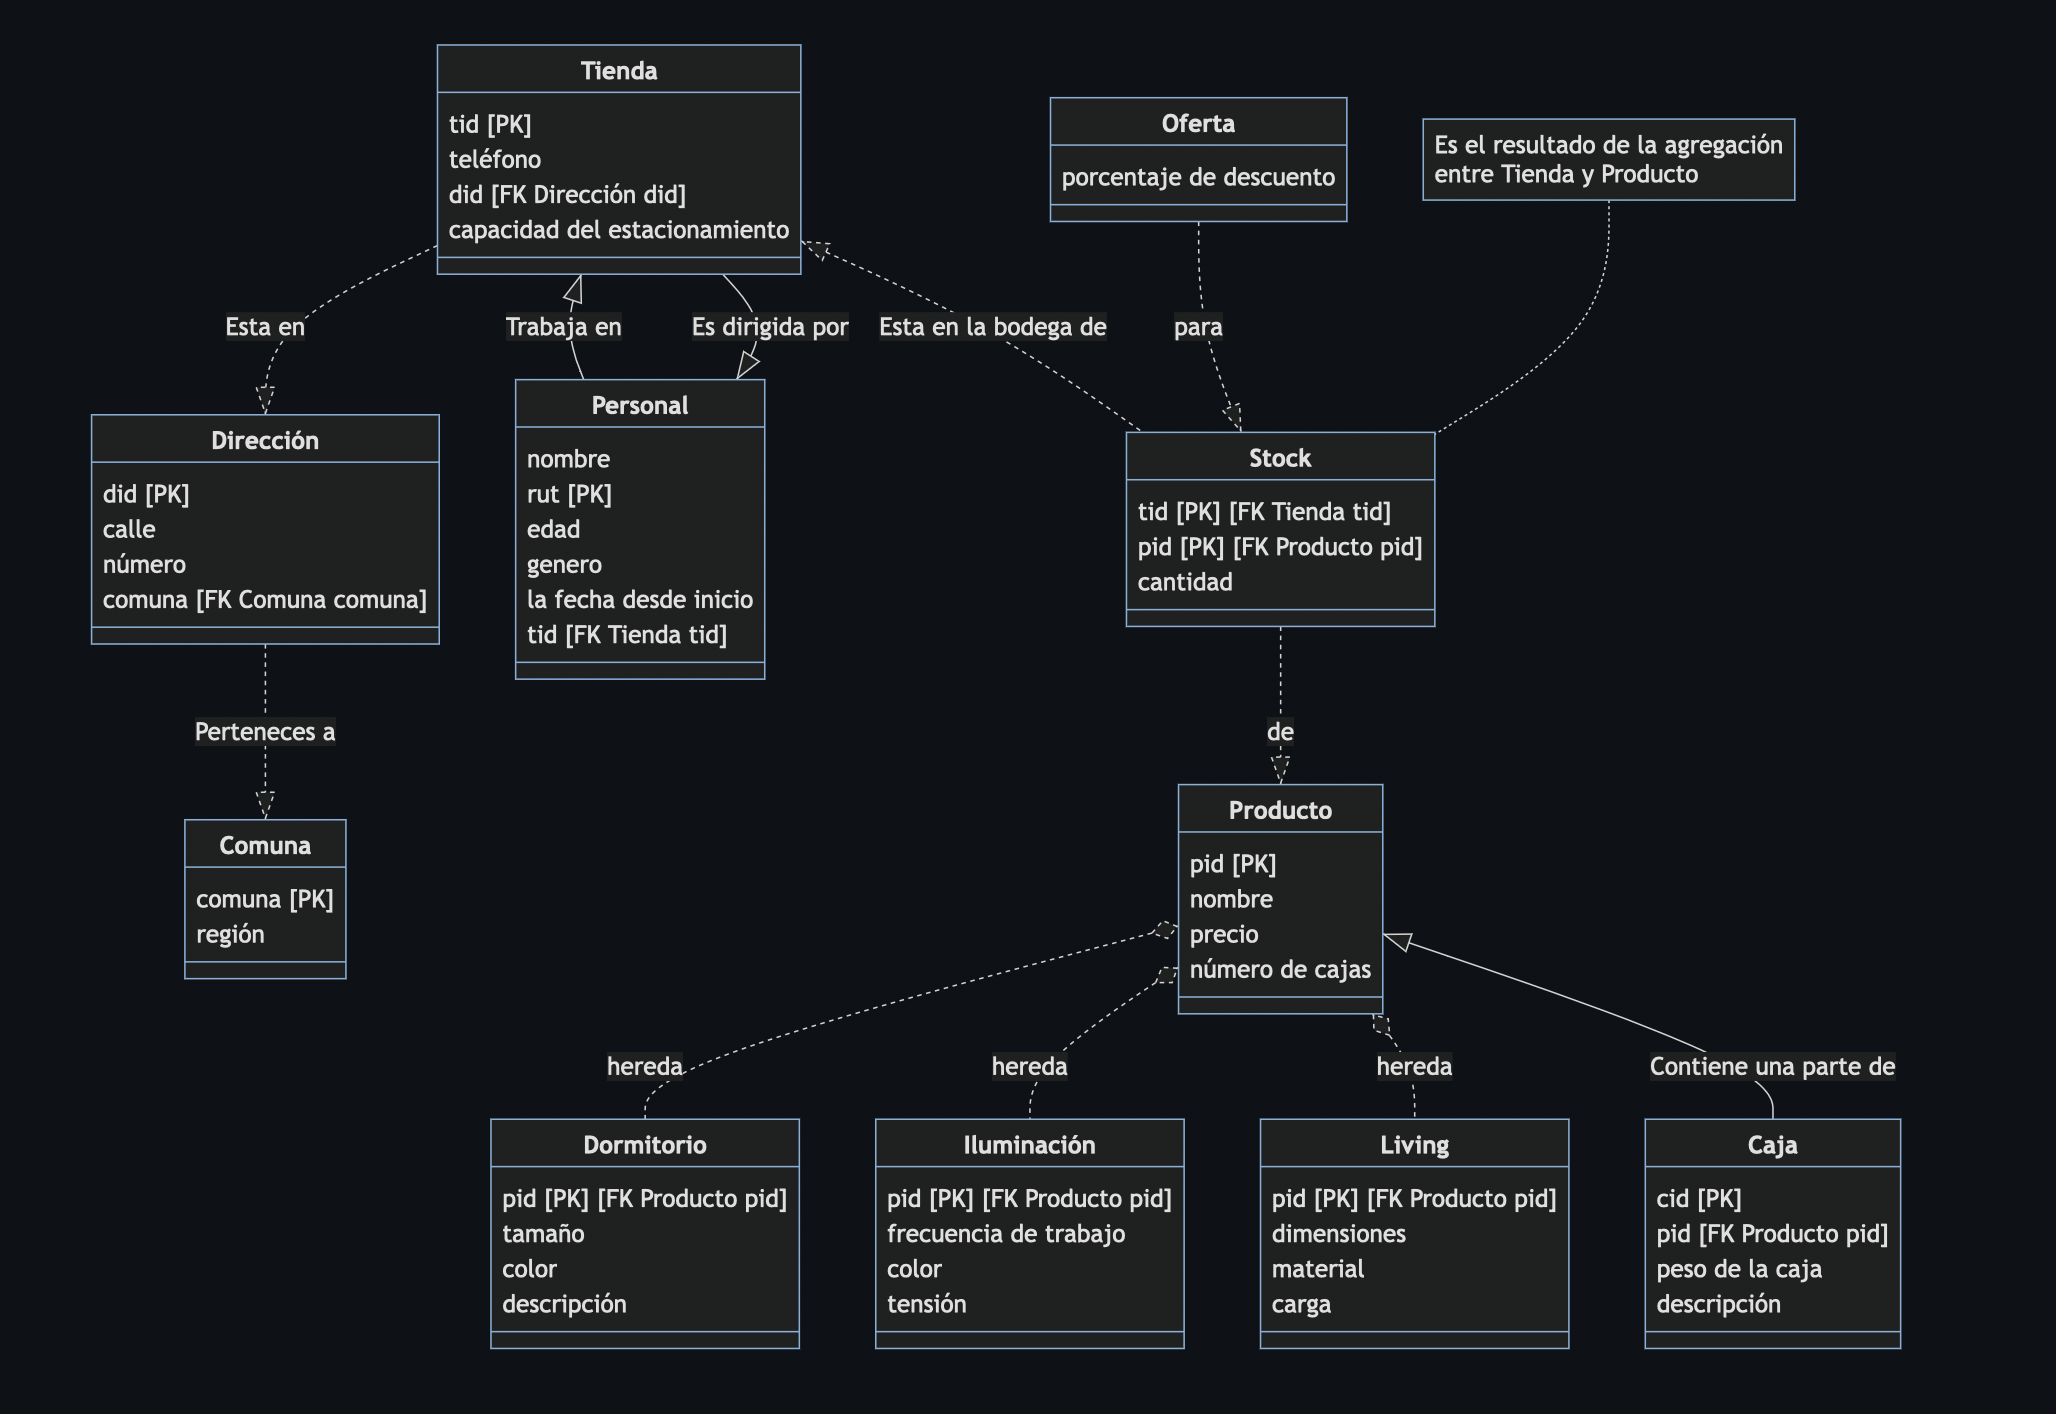 Tienda
tid [PK]
teléfono
did [FK Dirección did]
capacidad del estacionamiento
Oferta
porcentaje de descuento
Es el resultado de la agregación
entre Tienda y Producto
Esta en
Trabaja en
Es dirigida por
Esta en la bodega de
para
Dirección
did [PK]
calle
número
comuna [FK Comuna comuna]
Personal
nombre
rut [PK]
edad
genero
la fecha desde inicio
tid [FK Tienda tid]
Stock
tid [PK] [FK Tienda tid]
pid [PK] [FK Producto pid]
cantidad
Perteneces a
de
Comuna
comuna [PK]
región
Producto
pid [PK]
nombre
precio
número de cajas
hereda
hereda
hereda
Contiene una parte de
Dormitorio
pid [PK] [FK Producto pid]
tamaño
color
descripción
Iluminación
pid [PK] [FK Producto pid]
frecuencia de trabajo
color
tensión
Living
pid [PK] [FK Producto pid]
dimensiones
material
carga
Caja
cid [PK]
pid [FK Producto pid]
peso de la caja
descripción